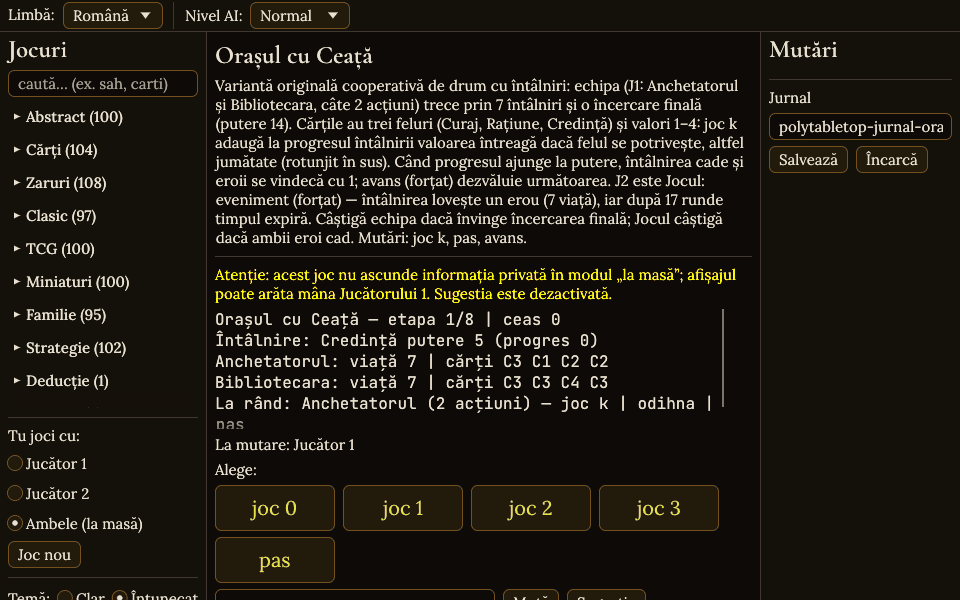 Limbă: Română Nivel AI: Normal
Jocuri
caută... (ex. sah, carti)
Abstract (100)
Cărți (104)
Zaruri (108)
Clasic (97)
TCG (100)
Miniaturi (100)
Familie (95)
Strategie (102)
Deducție (1)
Tu joci cu:
Jucător 1
Jucător 2
Ambele (la masă)
Joc nou
Temă: Clar Întunecat
Orașul cu Ceață
Variantă originală cooperativă de drum cu întâlniri: echipa (J1: Anchetatorul
și Bibliotecara, câte 2 acțiuni) trece prin 7 întâlniri și o încercare finală
(putere 14). Cărțile au trei feluri (Curaj, Rațiune, Credință) și valori 1–4: joc k
adaugă la progresul întâlnirii valoarea întreagă dacă felul se potrivește, altfel
jumătate (rotunjit în sus). Când progresul ajunge la putere, întâlnirea cade și
eroii se vindecă cu 1; avans (forțat) dezvăluie următoarea. J2 este Jocul:
eveniment (forțat) — întâlnirea lovește un erou (7 viață), iar după 17 runde
timpul expiră. Câștigă echipa dacă învinge încercarea finală; Jocul câștigă
dacă ambii eroi cad. Mutări: joc k, pas, avans.
Atenție: acest joc nu ascunde informația privată în modul „la masă”; afișajul
poate arăta mâna Jucătorului 1. Sugestia este dezactivată.
Orașul cu Ceață — etapa 1/8 | ceas 0
Întâlnire: Credință putere 5 (progres 0)
Anchetatorul: viață 7 | cărți C3 C1 C2 C2
Bibliotecara: viață 7 | cărți C3 C3 C4 C3
La rând: Anchetatorul (2 acțiuni) — joc k | odihna |
pas
La mutare: Jucător 1
Alege:
joc 0 joc 1 joc 2 joc 3
pas
Mută Sugestie
Mutări
Jurnal
polytabletop-jurnal-ora
Salvează Încarcă